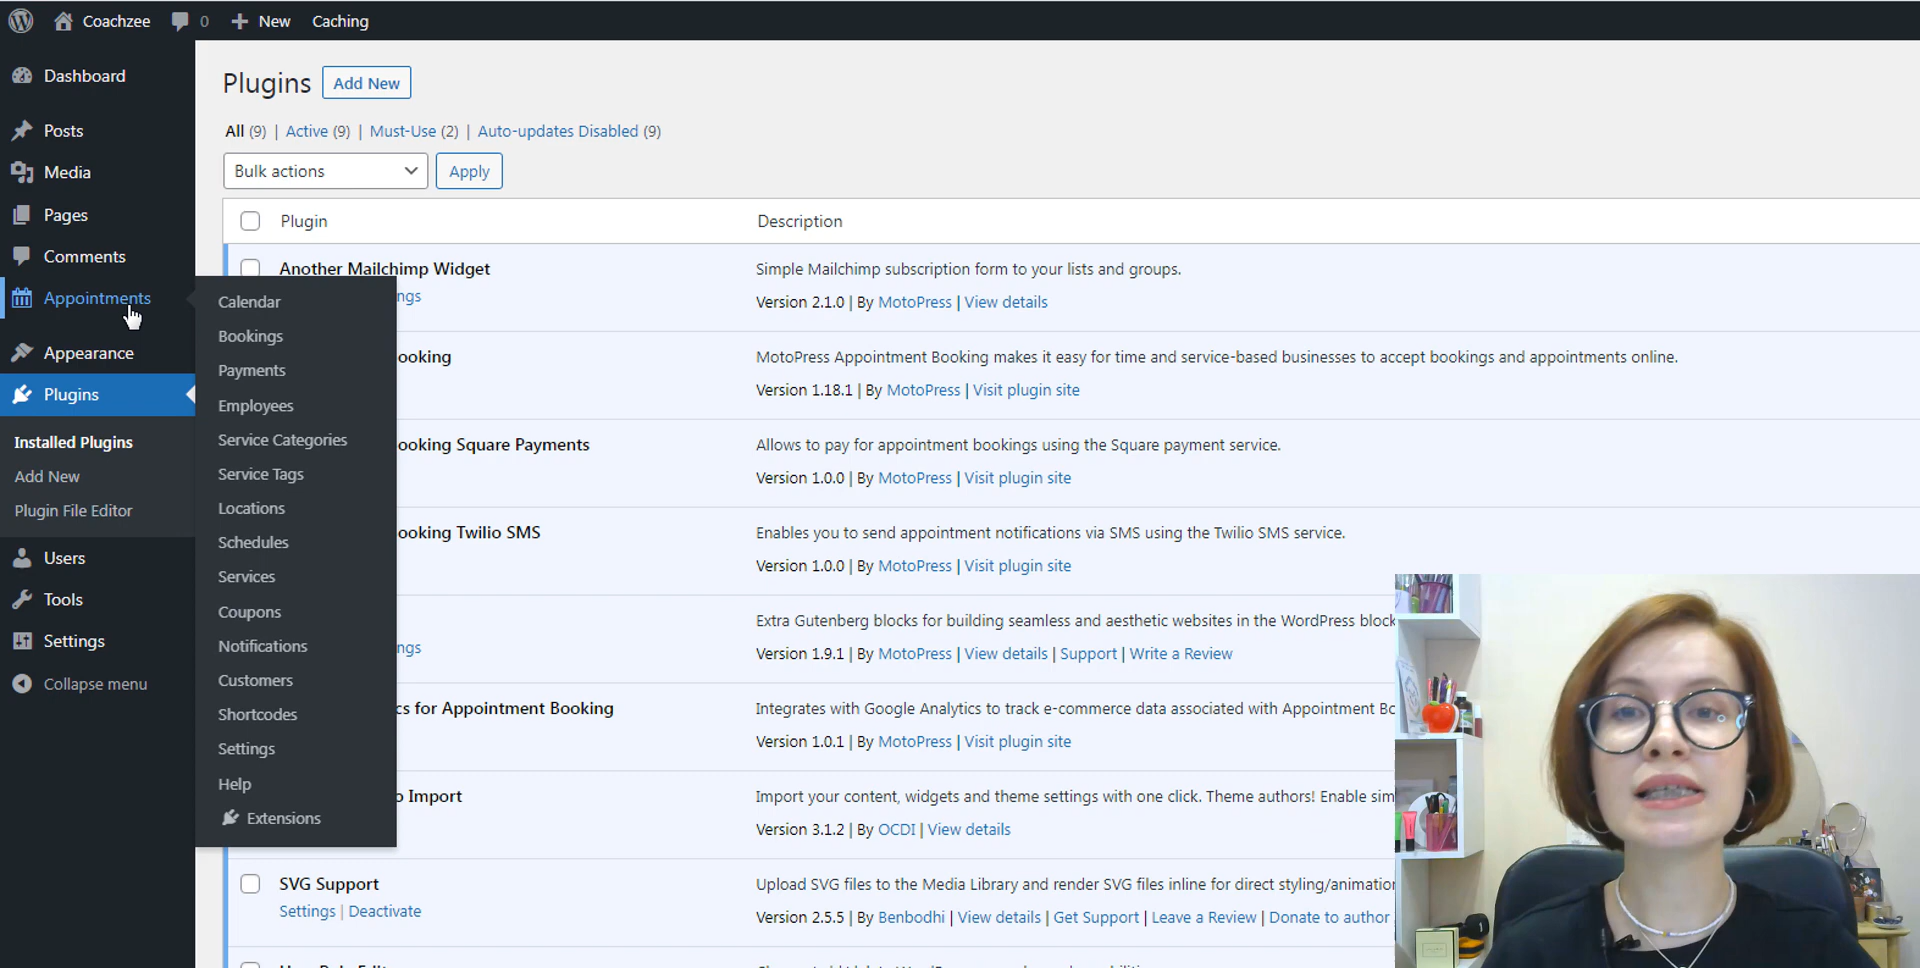 Coachzee 0 New Caching
Dashboard
Posts
Media
Pages
Comments
Appointments
Appearance
Plugins
Installed Plugins
Add New
Plugin File Editor
Users
Tools
Settings
Collapse menu
Calendar
Bookings
Payments
Employees
Service Categories
Service Tags
Locations
Schedules
Services
Coupons
Notifications
Customers
Shortcodes
Settings
Help
Extensions
Plugins Add New
All (9) | Active (9) | Must-Use (2) | Auto-updates Disabled (9)
Bulk actions Apply
Plugin Description
Another Mailchimp Widget Simple Mailchimp subscription form to your lists and groups.
ngs Version 2.1.0 | By MotoPress | View details
ooking MotoPress Appointment Booking makes it easy for time and service-based businesses to accept bookings and appointments online.
Version 1.18.1 | By MotoPress | Visit plugin site
ooking Square Payments Allows to pay for appointment bookings using the Square payment service.
Version 1.0.0 | By MotoPress | Visit plugin site
ooking Twilio SMS Enables you to send appointment notifications via SMS using the Twilio SMS service.
Version 1.0.0 | By MotoPress | Visit plugin site
Extra Gutenberg blocks for building seamless and aesthetic websites in the WordPress block
ngs Version 1.9.1 | By MotoPress | View details | Support | Write a Review
cs for Appointment Booking Integrates with Google Analytics to track e-commerce data associated with Appointment Bo
Version 1.0.1 | By MotoPress | Visit plugin site
o Import Import your content, widgets and theme settings with one click. Theme authors! Enable sim
Version 3.1.2 | By OCDI | View details
SVG Support Upload SVG files to the Media Library and render SVG files inline for direct styling/animation
Settings | Deactivate Version 2.5.5 | By Benbodhi | View details | Get Support | Leave a Review | Donate to author